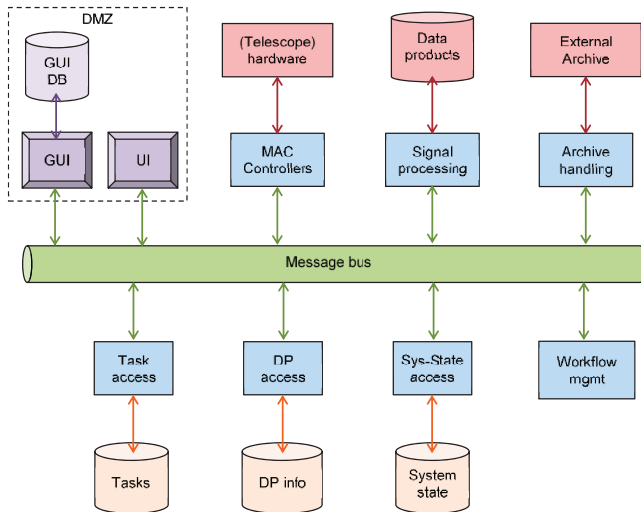 DMZ
GUI
DB
(Telescope)
hardware
Data
products
External
Archive
GUI
UI
MAC
Controllers
Signal
processing
Archive
handling
Message bus
Task
access
DP
access
Sys-State
access
Workflow
mgmt
Tasks
DP info
System
state